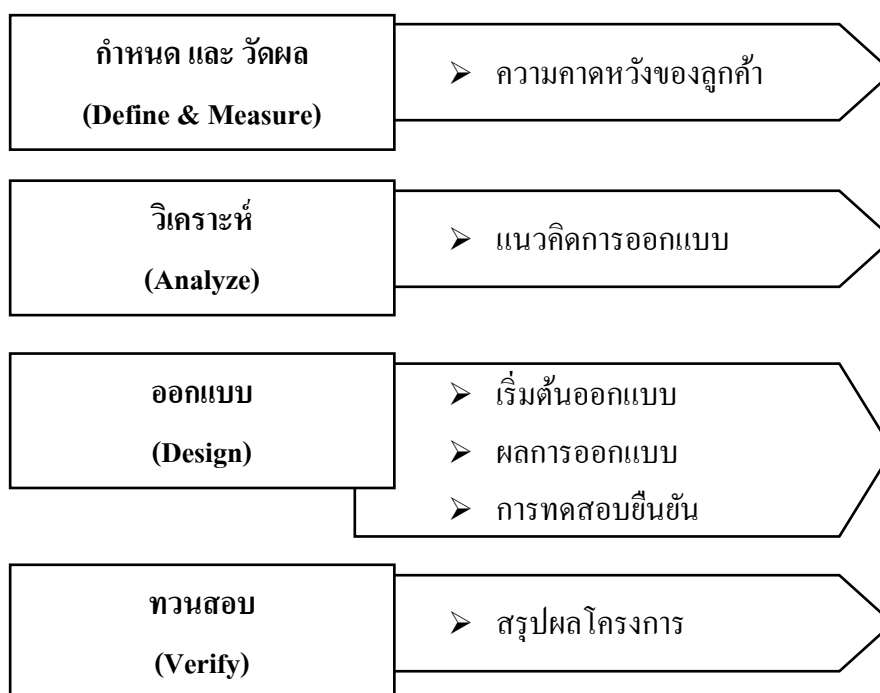 กำหนด และ วัดผล
(Define & Measure)
➢ ความคาดหวังของลูกค้า
วิเคราะห์
(Analyze)
➢ แนวคิดการออกแบบ
ออกแบบ
(Design)
➢ เริ่มต้นออกแบบ
➢ ผลการออกแบบ
➢ การทดสอบยืนยัน
ทวนสอบ
(Verify)
➢ สรุปผลโครงการ